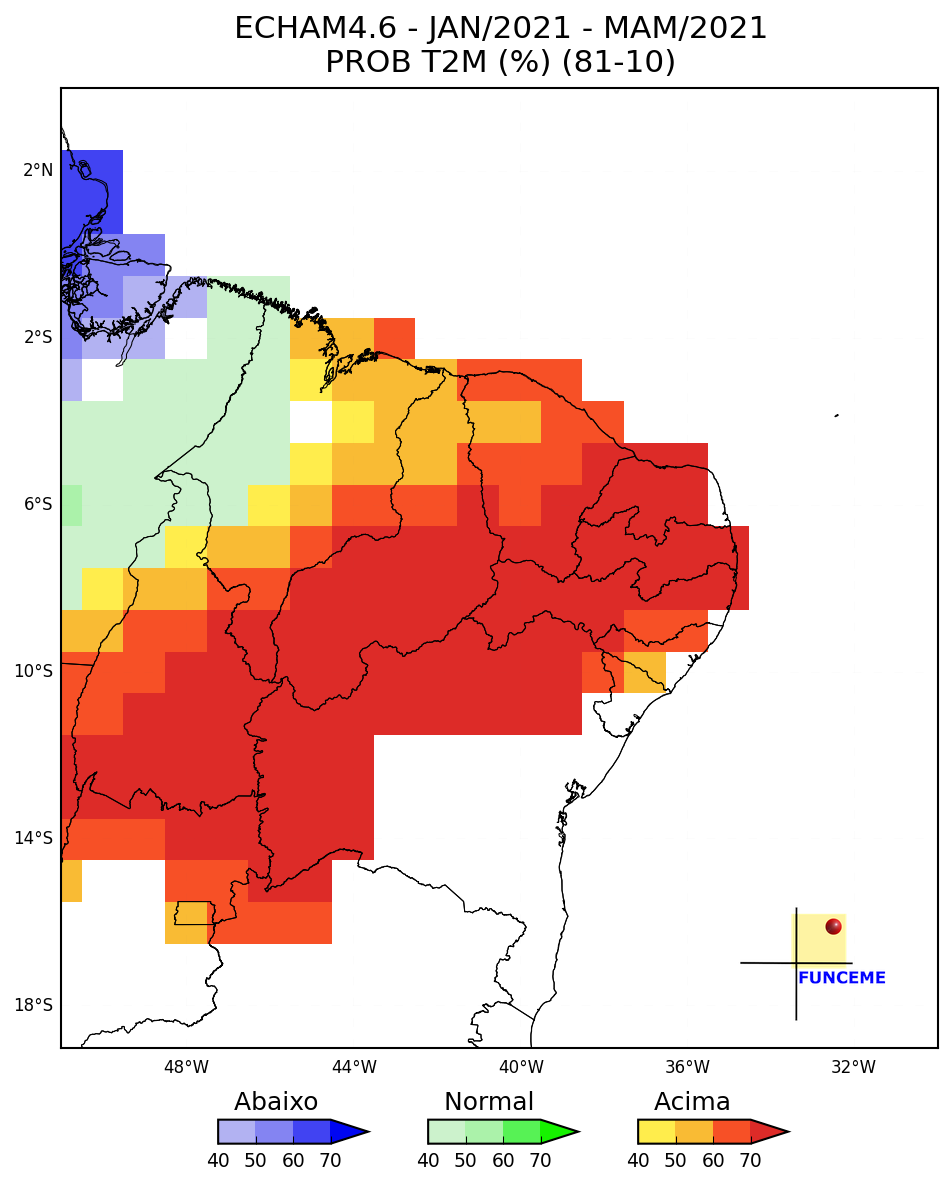 ECHAM4.6 - JAN/2021 - MAM/2021
PROB T2M (%) (81-10)
2°N
2°S
6°S
10°S
14°S
18°S
FUNCEME
48°W 44°W 40°W 36°W 32°W
Abaixo Normal Acima
40 50 60 70 40 50 60 70 40 50 60 70